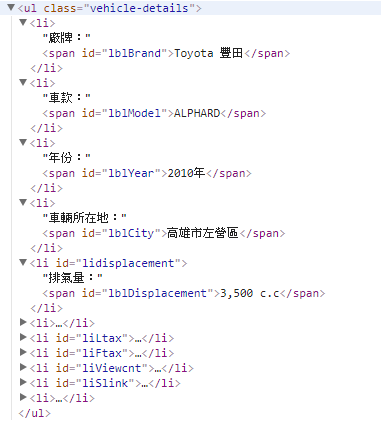 ▼<ul class="vehicle-details">
▼<li>
"廠牌："
<span id="lblBrand">Toyota 豐田</span>
</li>
▼<li>
"車款："
<span id="lblModel">ALPHARD</span>
</li>
▼<li>
"年份："
<span id="lblYear">2010年</span>
</li>
▼<li>
"車輛所在地："
<span id="lblCity">高雄市左營區</span>
</li>
▼<li id="lidisplacement">
"排氣量："
<span id="lblDisplacement">3,500 c.c</span>
</li>
▶<li>…</li>
▶<li id="liLtax">…</li>
▶<li id="liFtax">…</li>
▶<li id="liViewcnt">…</li>
▶<li id="liSlink">…</li>
▶<li>…</li>
</ul>